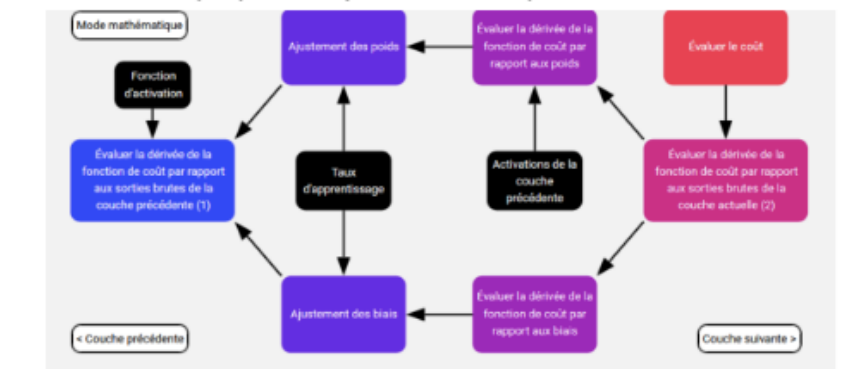 Mode mathématique
Ajustement des poids
Évaluer la dérivée de la
fonction de coût par
rapport aux poids
Évaluer le coût
Fonction
d'activation
Évaluer la dérivée de la
fonction de coût par rapport
aux sorties brutes de la
couche précédente (1)
Taux
d'apprentissage
Activations de la
couche
précédente
Évaluer la dérivée de la
fonction de coût par rapport
aux sorties brutes de la
couche actuelle (2)
Ajustement des biais
Évaluer la dérivée de la
fonction de coût par
rapport aux biais
< Couche précédente
Couche suivante >